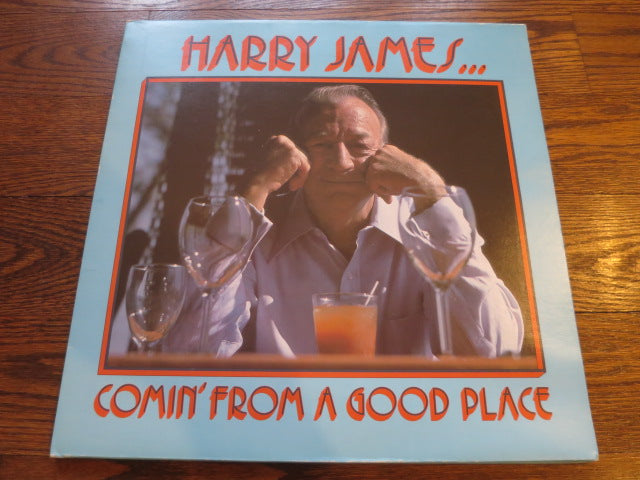 HARRY JAMES...
COMIN' FROM A GOOD PLACE